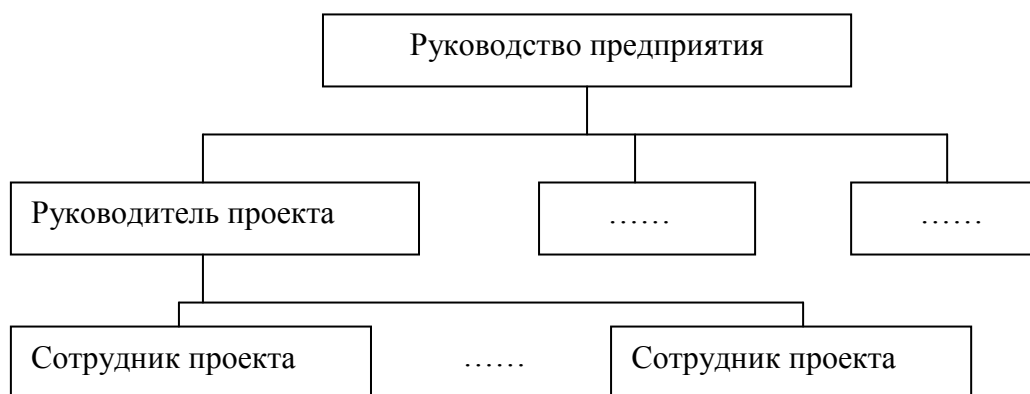 Руководство предприятия
Руководитель проекта …… ……
Сотрудник проекта …… Сотрудник проекта